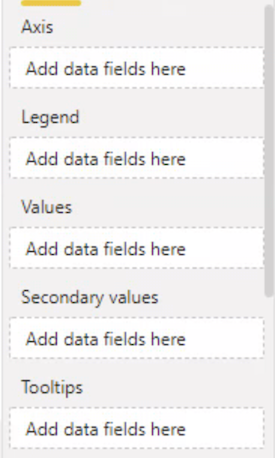 Axis
Add data fields here
Legend
Add data fields here
Values
Add data fields here
Secondary values
Add data fields here
Tooltips
Add data fields here